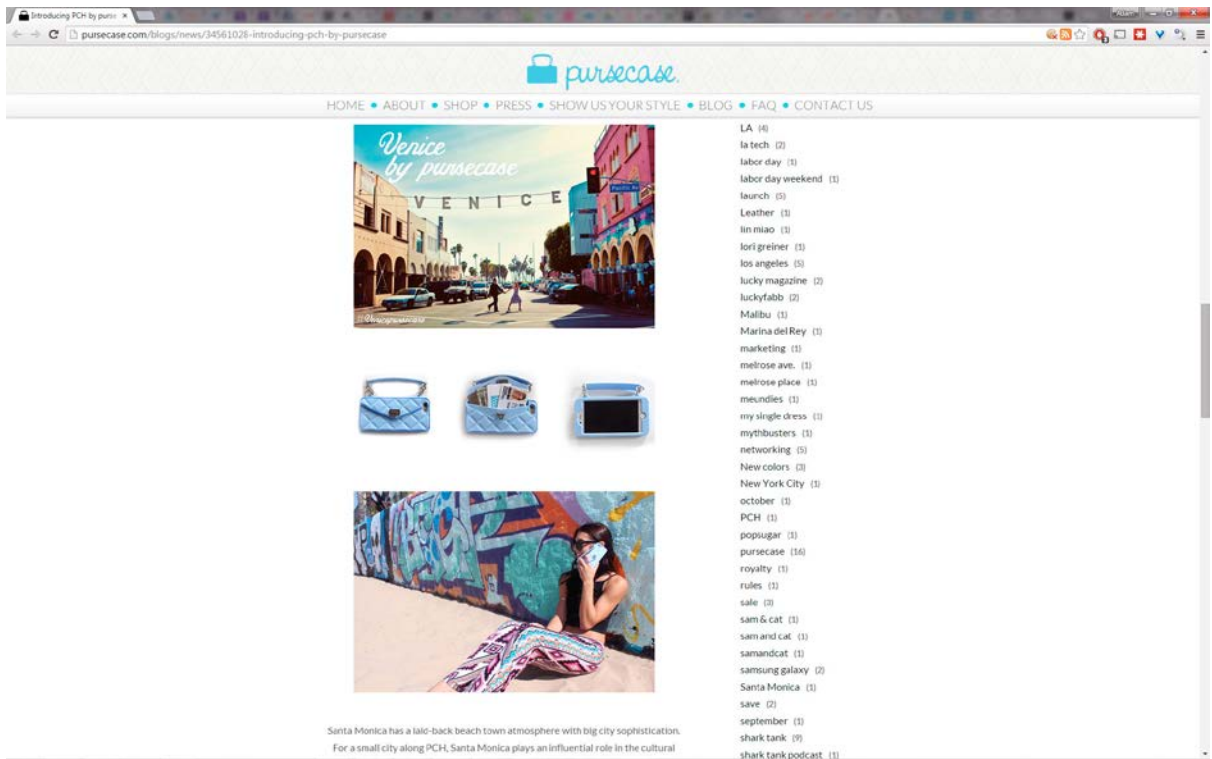 Introducing PCH by purse
Adam
pursecase.com/blogs/news/34561028-introducing-pch-by-pursecase
pursecase.
HOME • ABOUT • SHOP • PRESS • SHOW US YOUR STYLE • BLOG • FAQ • CONTACT US
Venice
by pursecase
VENICE
Pacific Av
Santa Monica has a laid-back beach town atmosphere with big city sophistication.
For a small city along PCH, Santa Monica plays an influential role in the cultural
LA (4)
la tech (2)
labor day (1)
labor day weekend (1)
launch (5)
Leather (1)
lin miao (1)
lori greiner (1)
los angeles (5)
lucky magazine (2)
luckyfabb (2)
Malibu (1)
Marina del Rey (1)
marketing (1)
melrose ave. (1)
melrose place (1)
meundies (1)
my single dress (1)
mythbusters (1)
networking (5)
New colors (3)
New York City (1)
october (1)
PCH (1)
popsugar (1)
pursecase (16)
royalty (1)
rules (1)
sale (3)
sam & cat (1)
sam and cat (1)
samandcat (1)
samsung galaxy (2)
Santa Monica (1)
save (2)
september (1)
shark tank (9)
shark tank podcast (1)